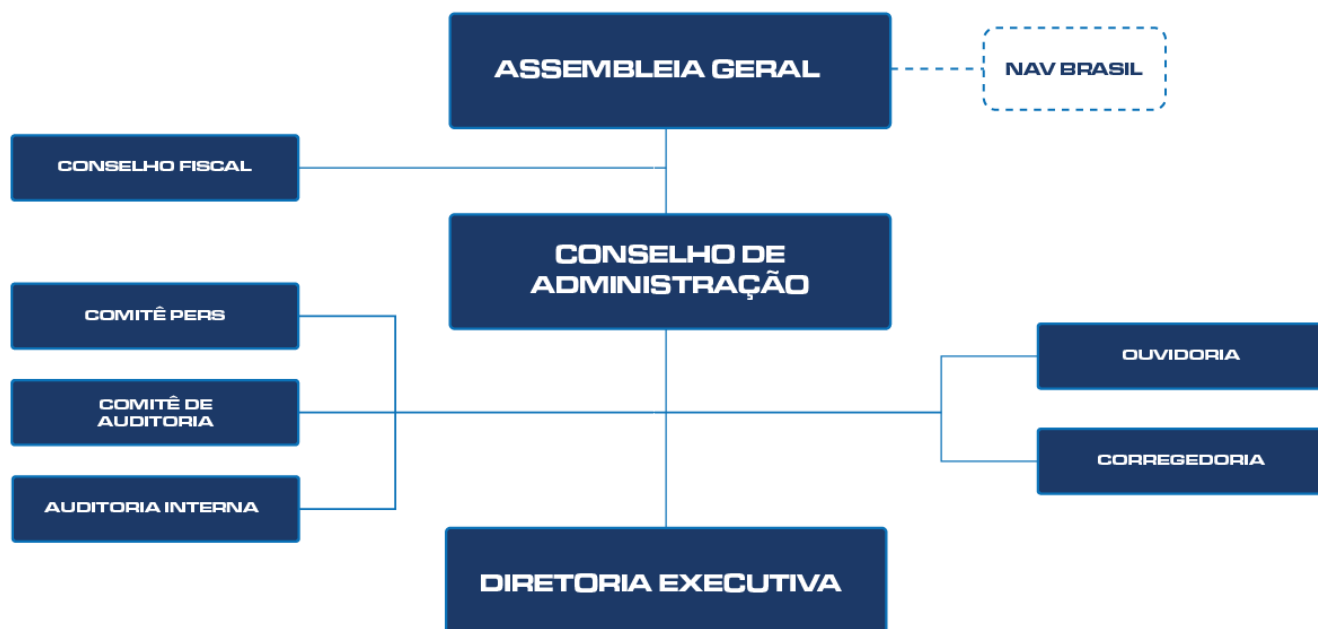 ASSEMBLEIA GERAL
NAV BRASIL
CONSELHO FISCAL
CONSELHO DE
ADMINISTRAÇÃO
COMITÊ PERS
COMITÊ DE
AUDITORIA
AUDITORIA INTERNA
OUVIDORIA
CORREGEDORIA
DIRETORIA EXECUTIVA